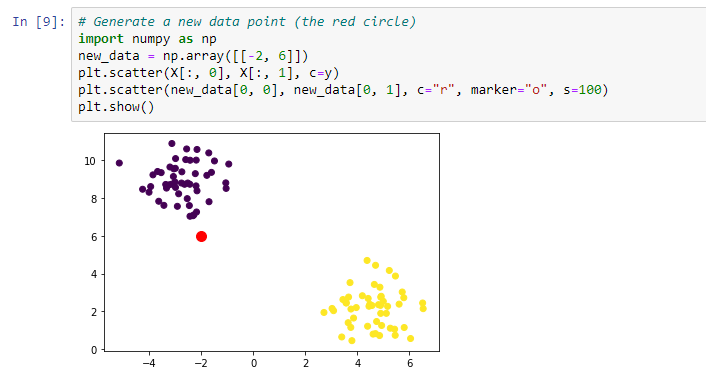 In [9]: # Generate a new data point (the red circle)
import numpy as np
new_data = np.array([[-2, 6]])
plt.scatter(X[:, 0], X[:, 1], c=y)
plt.scatter(new_data[0, 0], new_data[0, 1], c="r", marker="o", s=100)
plt.show()
10
8
6
4
2
0
−4 −2 0 2 4 6